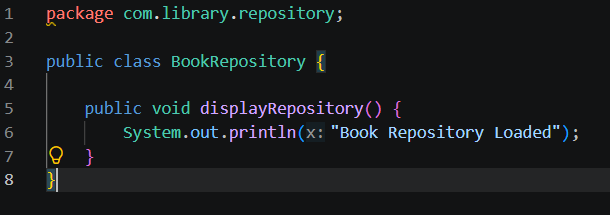 1 package com.library.repository;
2
3 public class BookRepository {
4
5     public void displayRepository() {
6         System.out.println(x: "Book Repository Loaded");
7     }
8 }